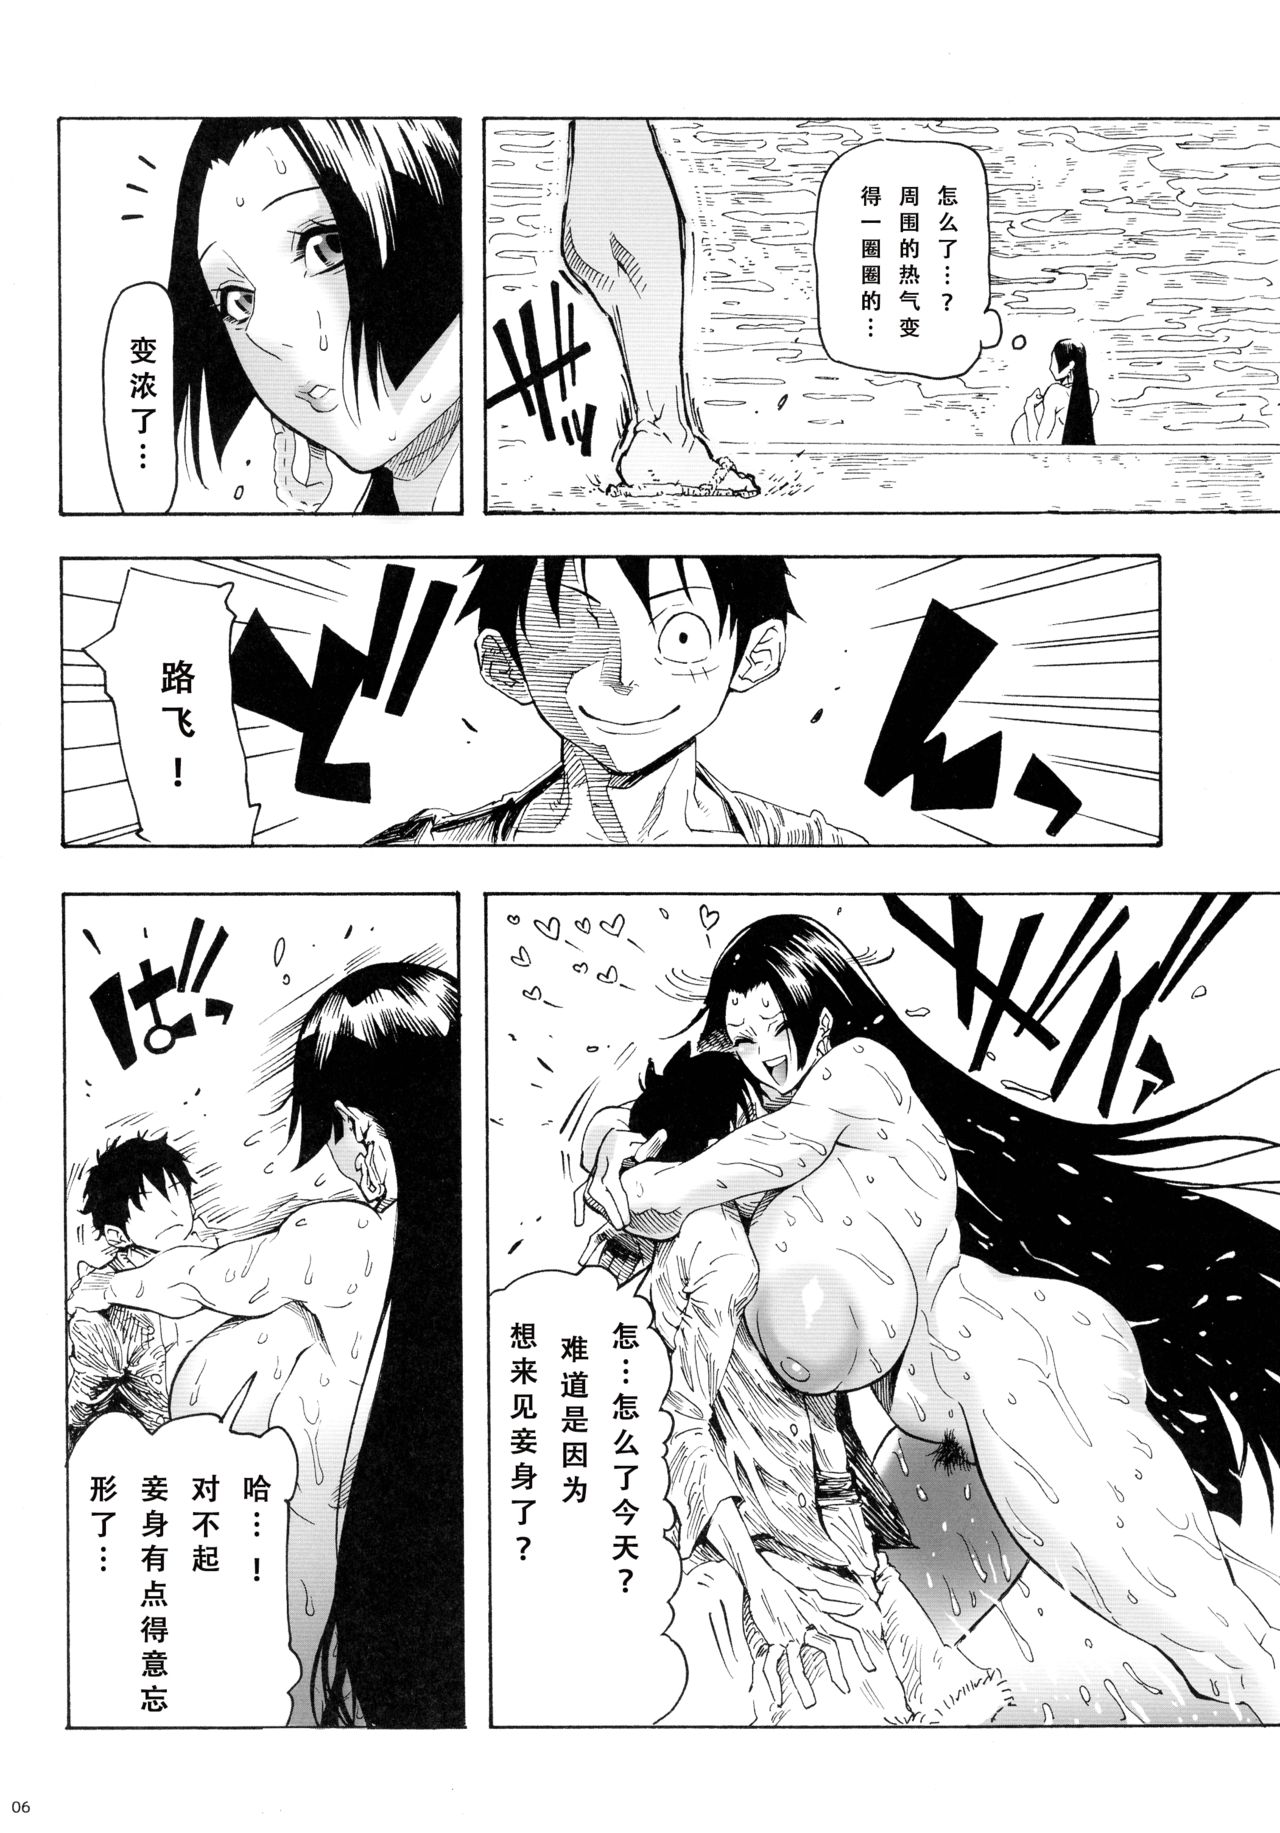 怎么了…？
周围的热气变
得一圈圈的…
变浓了…
路飞！
怎…怎么了今天？
难道是因为
想来见妾身了？
哈…！
对不起
妾身有点得意忘
形了…
はっ
06